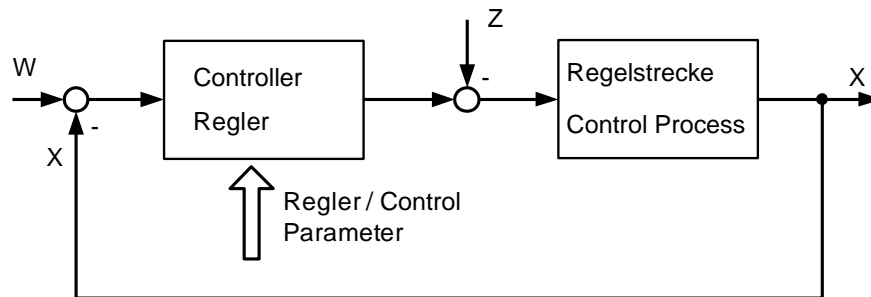 W
-
X
Controller
Regler
Regler / Control
Parameter
Z
-
Regelstrecke
Control Process
X